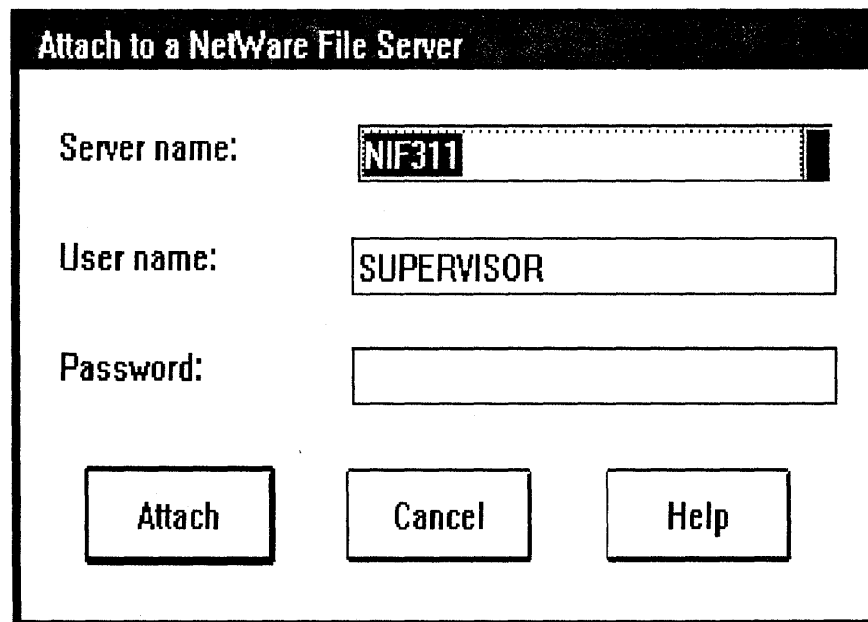 Attach to a NetWare File Server
Server name: NIF311
User name: SUPERVISOR
Password:
Attach Cancel Help